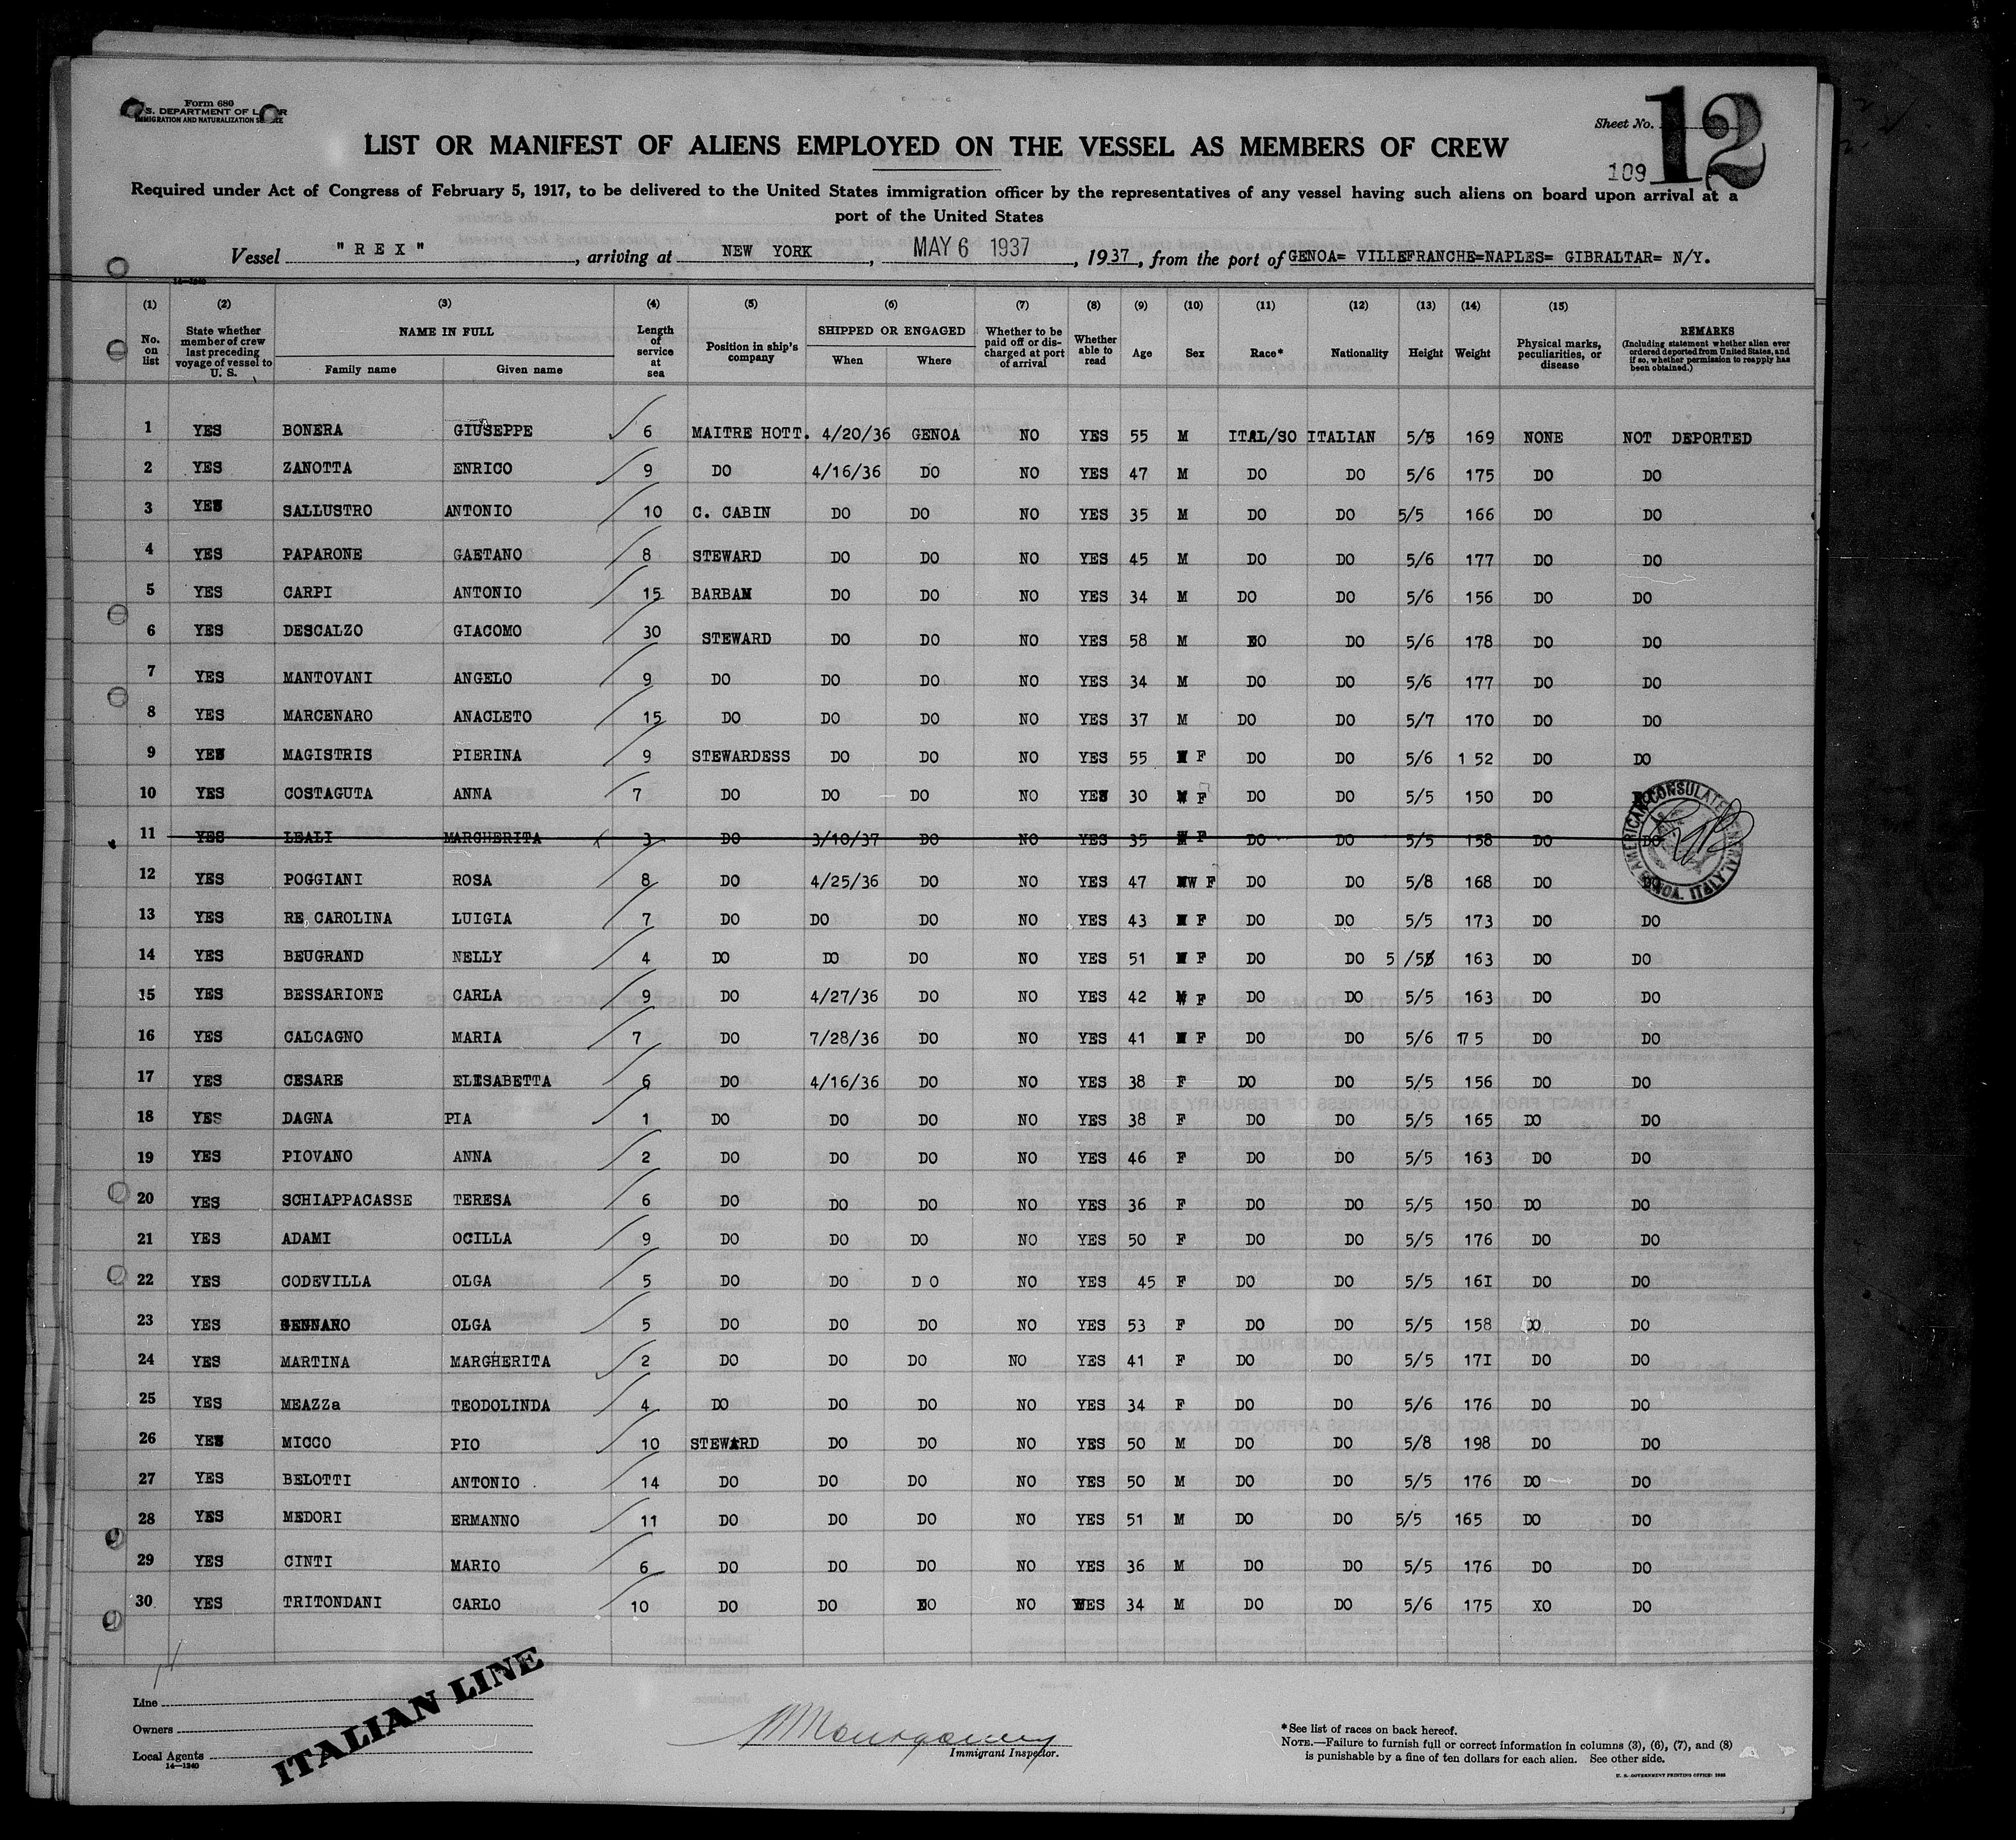 Form 680
U. S. DEPARTMENT OF LABOR
IMMIGRATION AND NATURALIZATION SERVICE
Sheet No. 12
109
LIST OR MANIFEST OF ALIENS EMPLOYED ON THE VESSEL AS MEMBERS OF CREW
Required under Act of Congress of February 5, 1917, to be delivered to the United States immigration officer by the representatives of any vessel having such aliens on board upon arrival at a
port of the United States
Vessel "REX", arriving at NEW YORK, MAY 6 1937, 1937, from the port of GENOA= VILLEFRANCHE=NAPLES= GIBRALTAR= N/Y.
14—1240
(1) (2) (3) (4) (5) (6) (7) (8) (9) (10) (11) (12) (13) (14) (15)
No. on list State whether member of crew last preceding voyage of vessel to U. S. NAME IN FULL Family name Given name Length of service at sea Position in ship's company SHIPPED OR ENGAGED When Where Whether to be paid off or discharged at port of arrival Whether able to read Age Sex Race* Nationality Height Weight Physical marks, peculiarities, or disease REMARKS (Including statement whether alien ever ordered deported from United States, and if so, whether permission to reapply has been obtained.)
1 YES BONERA GIUSEPPE 6 MAITRE HOTT. 4/20/36 GENOA NO YES 55 M ITAL/SO ITALIAN 5/5 169 NONE NOT DEPORTED
2 YES ZANOTTA ENRICO 9 DO 4/16/36 DO NO YES 47 M DO DO 5/6 175 DO DO
3 YES SALLUSTRO ANTONIO 10 C. CABIN DO DO NO YES 35 M DO DO 5/5 166 DO DO
4 YES PAPARONE GAETANO 8 STEWARD DO DO NO YES 45 M DO DO 5/6 177 DO DO
5 YES CARPI ANTONIO 15 BARBAN DO DO NO YES 34 M DO DO 5/6 156 DO DO
6 YES DESCALZO GIACOMO 30 STEWARD DO DO NO YES 58 M DO DO 5/6 178 DO DO
7 YES MANTOVANI ANGELO 9 DO DO DO NO YES 34 M DO DO 5/6 177 DO DO
8 YES MARCENARO ANACLETO 15 DO DO DO NO YES 37 M DO DO 5/7 170 DO DO
9 YES MAGISTRIS PIERINA 9 STEWARDESS DO DO NO YES 55 F DO DO 5/6 1 52 DO DO
10 YES COSTAGUTA ANNA 7 DO DO DO NO YES 30 F DO DO 5/5 150 DO
11 YES LEALI MARGHERITA 3 DO 3/10/37 DO NO YES 35 F DO DO 5/5 158 DO DO
AMERICAN CONSULATE GENERAL GENOA. ITALY
12 YES POGGIANI ROSA 8 DO 4/25/36 DO NO YES 47 W F DO DO 5/8 168 DO
13 YES RE CAROLINA LUIGIA 7 DO DO DO NO YES 43 F DO DO 5/5 173 DO DO
14 YES BEUGRAND NELLY 4 DO DO DO NO YES 51 F DO DO 5 /55 163 DO DO
15 YES BESSARIONE CARLA 9 DO 4/27/36 DO NO YES 42 F DO DO 5/5 163 DO DO
16 YES CALCAGNO MARIA 7 DO 7/28/36 DO NO YES 41 F DO DO 5/6 17 5 DO DO
17 YES CESARE ELISABETTA 6 DO 4/16/36 DO NO YES 38 F DO DO 5/5 156 DO DO
18 YES DAGNA PIA 1 DO DO DO NO YES 38 F DO DO 5/5 165 DO DO
19 YES PIOVANO ANNA 2 DO DO DO NO YES 46 F DO DO 5/5 163 DO DO
20 YES SCHIAPPACASSE TERESA 6 DO DO DO NO YES 36 F DO DO 5/5 150 DO DO
21 YES ADAMI OCILLA 9 DO DO DO NO YES 50 F DO DO 5/5 176 DO DO
22 YES CODEVILLA OLGA 5 DO DO D O NO YES 45 F DO DO 5/5 16I DO DO
23 YES GENNARO OLGA 5 DO DO DO NO YES 53 F DO DO 5/5 158 DO DO
24 YES MARTINA MARGHERITA 2 DO DO DO NO YES 41 F DO DO 5/5 17I DO DO
25 YES MEAZZa TEODOLINDA 4 DO DO DO NO YES 34 F DO DO 5/6 176 DO DO
26 YES MICCO PIO 10 STEWARD DO DO NO YES 50 M DO DO 5/8 198 DO DO
27 YES BELOTTI ANTONIO 14 DO DO DO NO YES 50 M DO DO 5/5 176 DO DO
28 YES MEDORI ERMANNO 11 DO DO DO NO YES 51 M DO DO 5/5 165 DO DO
29 YES CINTI MARIO 6 DO DO DO NO YES 36 M DO DO 5/5 176 DO DO
30 YES TRITONDANI CARLO 10 DO DO DO NO YES 34 M DO DO 5/6 175 XO DO
Line
Owners
Local Agents
14—1240
ITALIAN LINE
Montgomery
Immigrant Inspector.
*See list of races on back hereof.
NOTE.—Failure to furnish full or correct information in columns (3), (6), (7), and (8)
is punishable by a fine of ten dollars for each alien. See other side.
U. S. GOVERNMENT PRINTING OFFICE: 1935